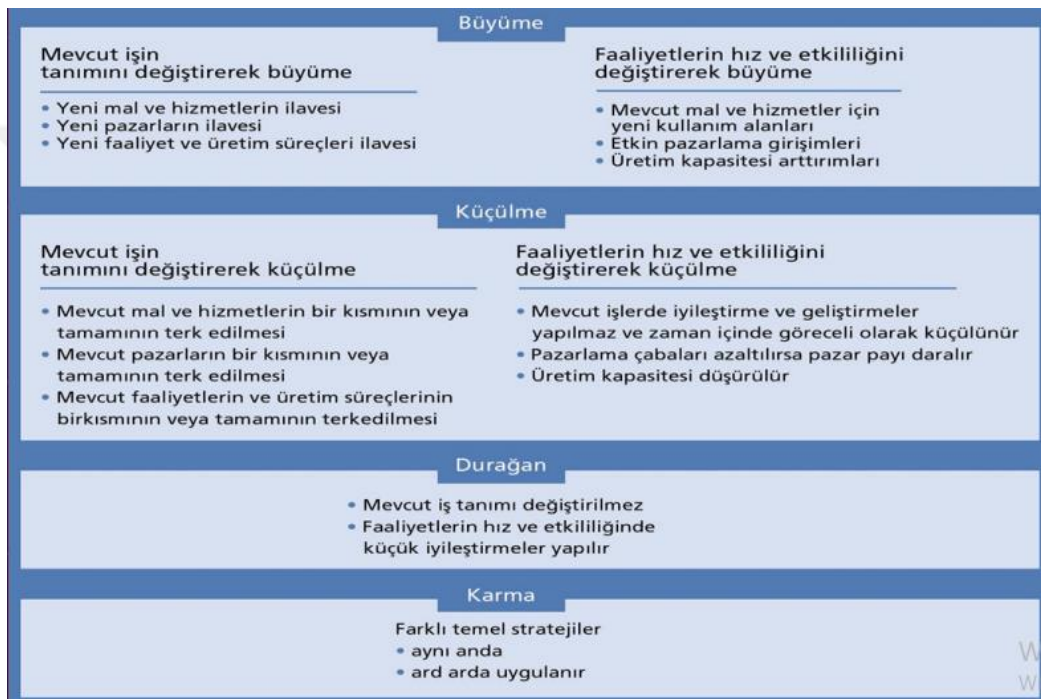 Büyüme
Mevcut işin
tanımını değiştirerek büyüme
• Yeni mal ve hizmetlerin ilavesi
• Yeni pazarların ilavesi
• Yeni faaliyet ve üretim süreçleri ilavesi
Faaliyetlerin hız ve etkililiğini
değiştirerek büyüme
• Mevcut mal ve hizmetler için
yeni kullanım alanları
• Etkin pazarlama girişimleri
• Üretim kapasitesi arttırımları
Küçülme
Mevcut işin
tanımını değiştirerek küçülme
• Mevcut mal ve hizmetlerin bir kısmının veya
tamamının terk edilmesi
• Mevcut pazarların bir kısmının veya
tamamının terk edilmesi
• Mevcut faaliyetlerin ve üretim süreçlerinin
birkısmının veya tamamının terkedilmesi
Faaliyetlerin hız ve etkililiğini
değiştirerek küçülme
• Mevcut işlerde iyileştirme ve geliştirmeler
yapılmaz ve zaman içinde göreceli olarak küçülünür
• Pazarlama çabaları azaltılırsa pazar payı daralır
• Üretim kapasitesi düşürülür
Durağan
• Mevcut iş tanımı değiştirilmez
• Faaliyetlerin hız ve etkililiğinde
küçük iyileştirmeler yapılır
Karma
Farklı temel stratejiler
• aynı anda
• ard arda uygulanır